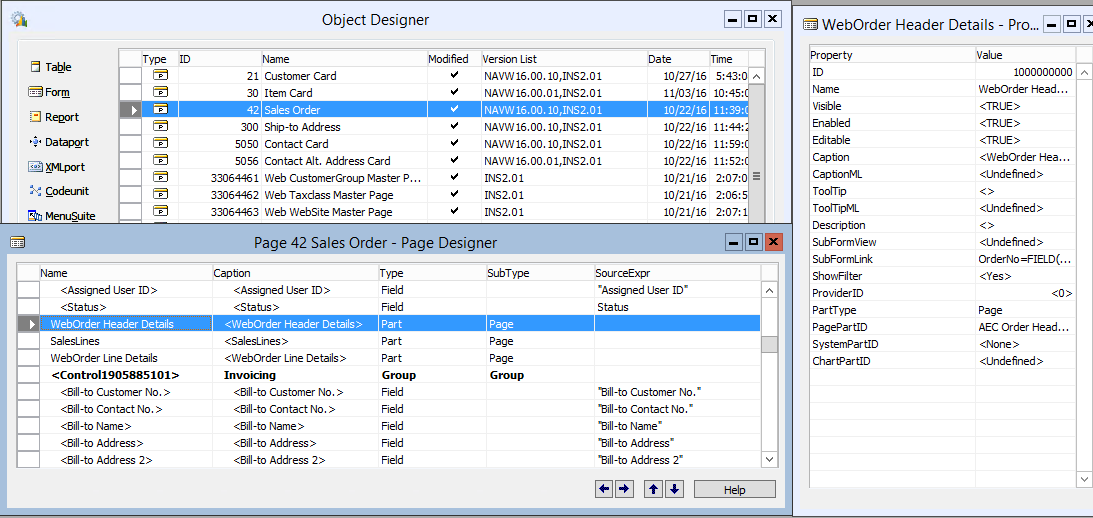 Object Designer
Type ID Name Modified Version List Date Time
Table
Form
Report
Dataport
XMLport
Codeunit
MenuSuite
21 Customer Card NAVW16.00.10,INS2.01 10/27/16 5:43:0
30 Item Card NAVW16.00.01,INS2.01 11/03/16 10:45:0
42 Sales Order NAVW16.00.10,INS2.01 10/22/16 11:39:0
300 Ship-to Address NAVW16.00.10,INS2.01 10/22/16 11:44:2
5050 Contact Card NAVW16.00.10,INS2.01 10/22/16 11:59:0
5056 Contact Alt. Address Card NAVW16.00.01,INS2.01 10/22/16 11:52:0
33064461 Web CustomerGroup Master P... INS2.01 10/21/16 2:07:0
33064462 Web Taxclass Master Page INS2.01 10/21/16 2:06:5
33064463 Web WebSite Master Page INS2.01 10/21/16 2:07:1
Page 42 Sales Order - Page Designer
Name Caption Type SubType SourceExpr
<Assigned User ID> <Assigned User ID> Field "Assigned User ID"
<Status> <Status> Field Status
WebOrder Header Details <WebOrder Header Details> Part Page
SalesLines <SalesLines> Part Page
WebOrder Line Details <WebOrder Line Details> Part Page
<Control1905885101> Invoicing Group Group
<Bill-to Customer No.> <Bill-to Customer No.> Field "Bill-to Customer No."
<Bill-to Contact No.> <Bill-to Contact No.> Field "Bill-to Contact No."
<Bill-to Name> <Bill-to Name> Field "Bill-to Name"
<Bill-to Address> <Bill-to Address> Field "Bill-to Address"
<Bill-to Address 2> <Bill-to Address 2> Field "Bill-to Address 2"
Help
WebOrder Header Details - Pro...
Property Value
ID 1000000000
Name WebOrder Head...
Visible <TRUE>
Enabled <TRUE>
Editable <TRUE>
Caption <WebOrder Hea...
CaptionML <Undefined>
ToolTip <>
ToolTipML <Undefined>
Description <>
SubFormView <Undefined>
SubFormLink OrderNo=FIELD(...
ShowFilter <Yes>
ProviderID <0>
PartType Page
PagePartID AEC Order Head...
SystemPartID <None>
ChartPartID <Undefined>